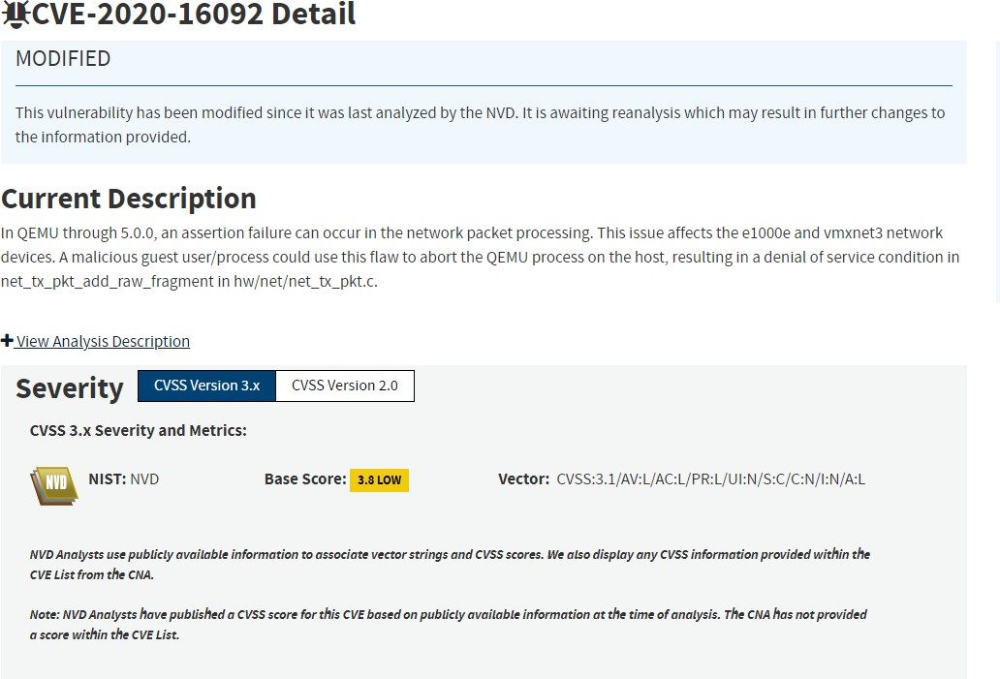 CVE-2020-16092 Detail
MODIFIED
This vulnerability has been modified since it was last analyzed by the NVD. It is awaiting reanalysis which may result in further changes to
the information provided.
Current Description
In QEMU through 5.0.0, an assertion failure can occur in the network packet processing. This issue affects the e1000e and vmxnet3 network
devices. A malicious guest user/process could use this flaw to abort the QEMU process on the host, resulting in a denial of service condition in
net_tx_pkt_add_raw_fragment in hw/net/net_tx_pkt.c.
View Analysis Description
Severity CVSS Version 3.x CVSS Version 2.0
CVSS 3.x Severity and Metrics:
NVD NIST: NVD Base Score: 3.8 LOW Vector: CVSS:3.1/AV:L/AC:L/PR:L/UI:N/S:C/C:N/I:N/A:L
NVD Analysts use publicly available information to associate vector strings and CVSS scores. We also display any CVSS information provided within the
CVE List from the CNA.
Note: NVD Analysts have published a CVSS score for this CVE based on publicly available information at the time of analysis. The CNA has not provided
a score within the CVE List.